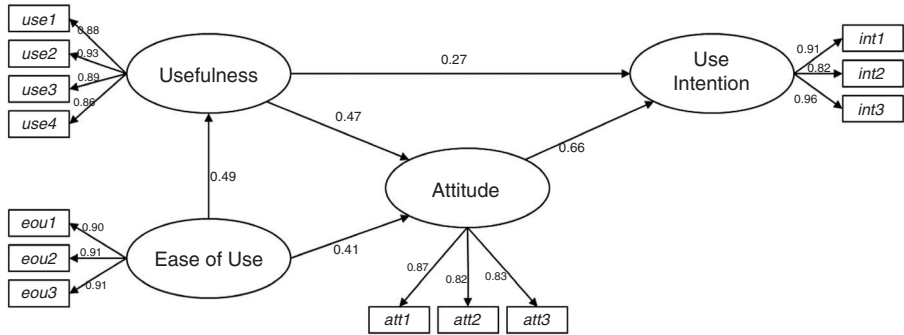 use1
0.88
use2
0.93
use3
0.89
use4
0.86
Usefulness
0.27
Use
Intention
0.91
int1
0.82
int2
0.96
int3
0.47
0.66
0.49
Attitude
eou1
0.90
eou2
0.91
eou3
0.91
Ease of Use
0.41
0.87
0.82
0.83
att1
att2
att3